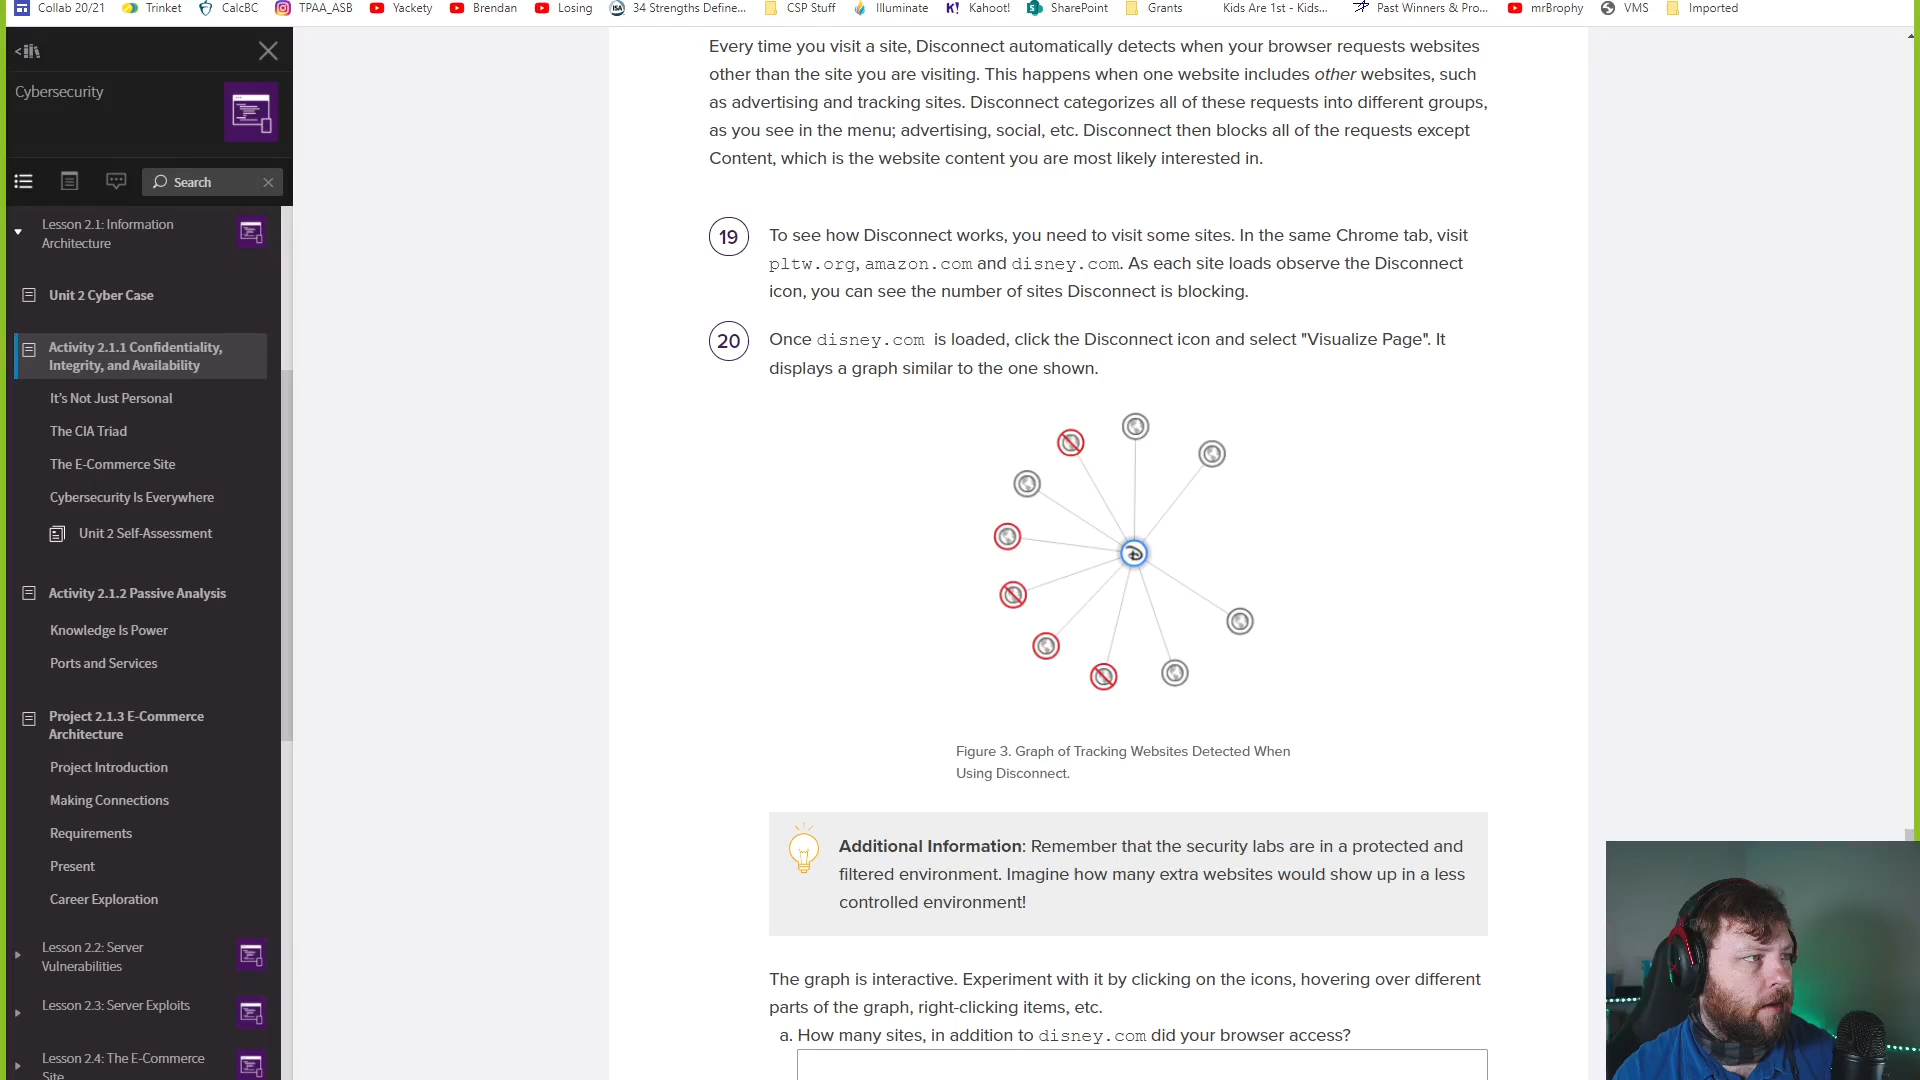 Collab 20/21
Trinket
CalcBC
TPAA_ASB
Yackety
Brendan
Losing
34 Strengths Define...
CSP Stuff
Illuminate
Kahoot!
SharePoint
Grants
Kids Are 1st - Kids...
Past Winners & Pro...
mrBrophy
VMS
Imported
Cybersecurity
Search
Lesson 2.1: Information
Architecture
Unit 2 Cyber Case
Activity 2.1.1 Confidentiality,
Integrity, and Availability
It's Not Just Personal
The CIA Triad
The E-Commerce Site
Cybersecurity Is Everywhere
Unit 2 Self-Assessment
Activity 2.1.2 Passive Analysis
Knowledge Is Power
Ports and Services
Project 2.1.3 E-Commerce
Architecture
Project Introduction
Making Connections
Requirements
Present
Career Exploration
Lesson 2.2: Server
Vulnerabilities
Lesson 2.3: Server Exploits
Lesson 2.4: The E-Commerce
Site
Every time you visit a site, Disconnect automatically detects when your browser requests websites
other than the site you are visiting. This happens when one website includes other websites, such
as advertising and tracking sites. Disconnect categorizes all of these requests into different groups,
as you see in the menu; advertising, social, etc. Disconnect then blocks all of the requests except
Content, which is the website content you are most likely interested in.
19 To see how Disconnect works, you need to visit some sites. In the same Chrome tab, visit
pltw.org, amazon.com and disney.com. As each site loads observe the Disconnect
icon, you can see the number of sites Disconnect is blocking.
20 Once disney.com is loaded, click the Disconnect icon and select "Visualize Page". It
displays a graph similar to the one shown.
Figure 3. Graph of Tracking Websites Detected When
Using Disconnect.
Additional Information: Remember that the security labs are in a protected and
filtered environment. Imagine how many extra websites would show up in a less
controlled environment!
The graph is interactive. Experiment with it by clicking on the icons, hovering over different
parts of the graph, right-clicking items, etc.
a. How many sites, in addition to disney.com did your browser access?